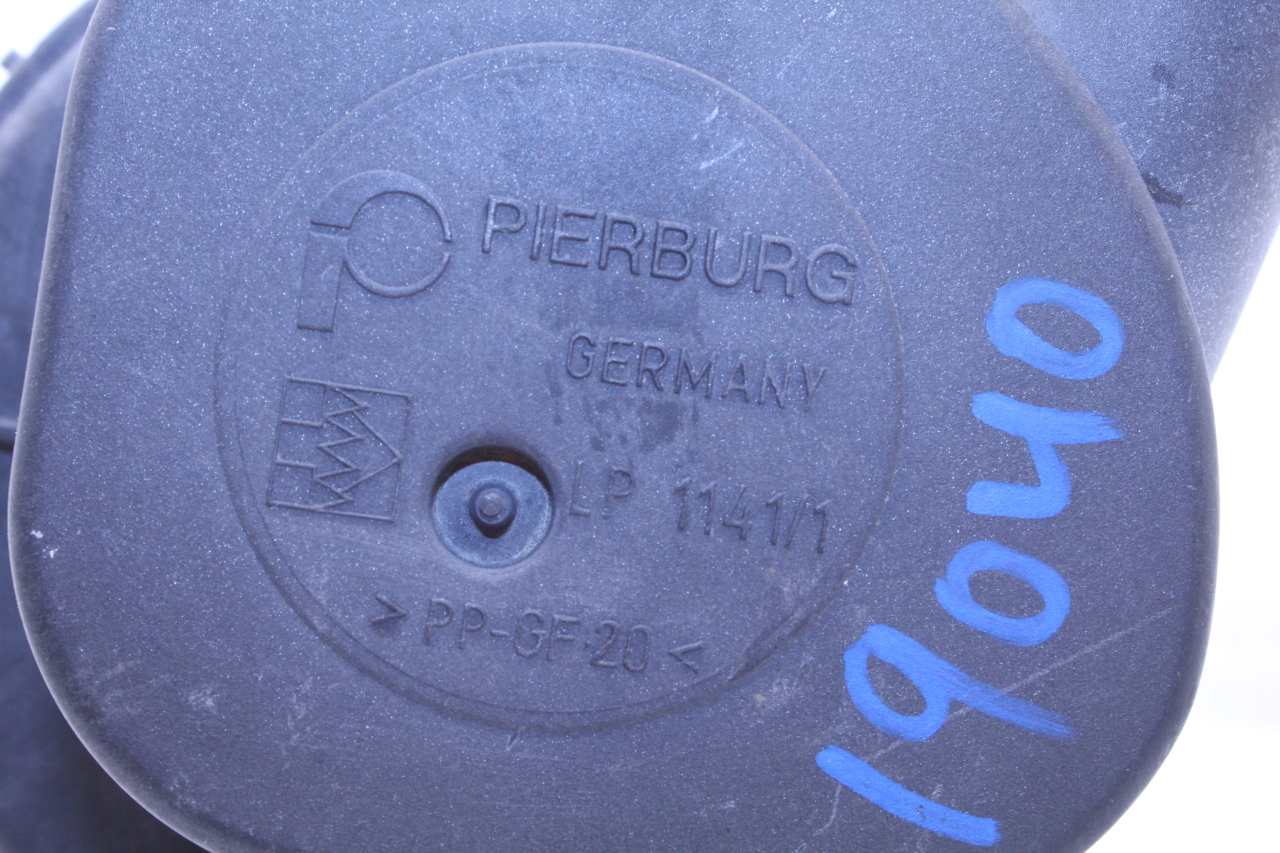 PIERBURG
GERMANY
LP 1141/1
> PP-GF 20 <
19040